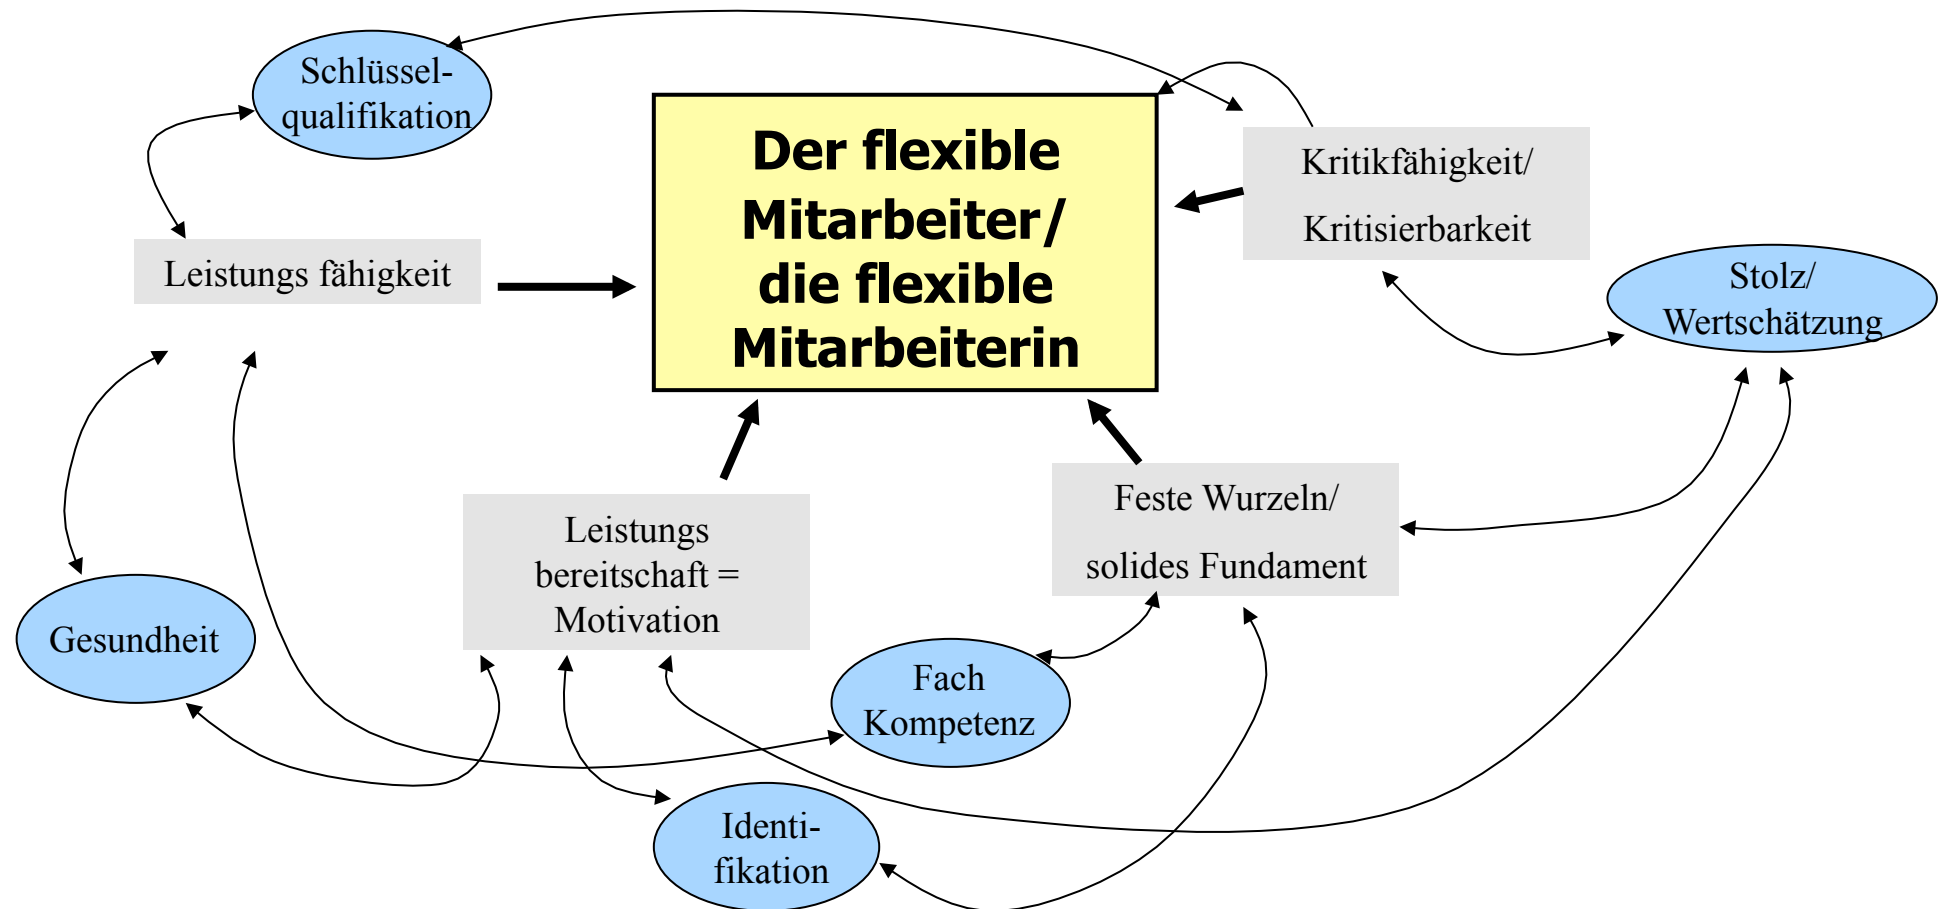 Schlüssel-
qualifikation
Der flexible
Mitarbeiter/
die flexible
Mitarbeiterin
Kritikfähigkeit/
Kritisierbarkeit
Leistungs fähigkeit
Stolz/
Wertschätzung
Leistungs
bereitschaft =
Motivation
Feste Wurzeln/
solides Fundament
Gesundheit
Fach
Kompetenz
Identi-
fikation